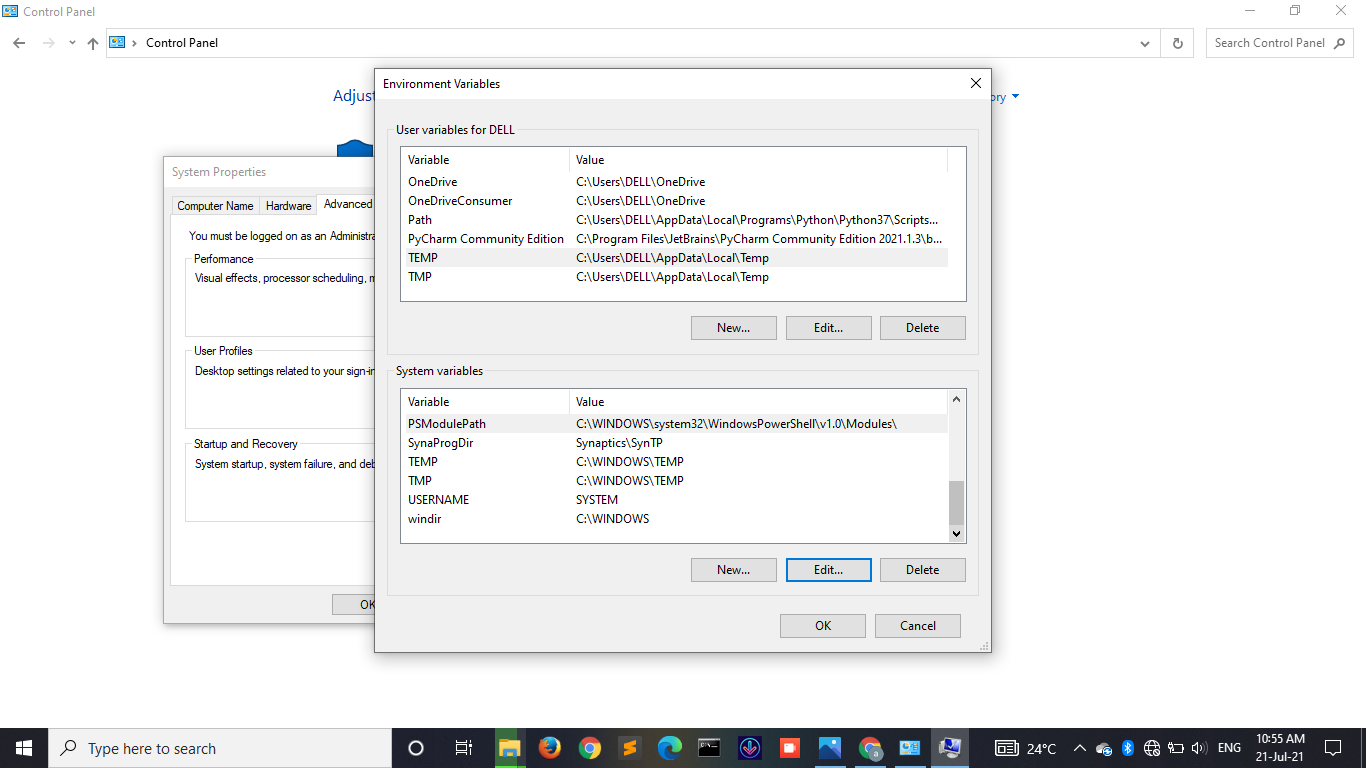 Control Panel
Control Panel
Search Control Panel
Adjust
ory
Environment Variables
User variables for DELL
Variable Value
OneDrive C:\Users\DELL\OneDrive
OneDriveConsumer C:\Users\DELL\OneDrive
Path C:\Users\DELL\AppData\Local\Programs\Python\Python37\Scripts...
PyCharm Community Edition C:\Program Files\JetBrains\PyCharm Community Edition 2021.1.3\b...
TEMP C:\Users\DELL\AppData\Local\Temp
TMP C:\Users\DELL\AppData\Local\Temp
New... Edit... Delete
System variables
Variable Value
PSModulePath C:\WINDOWS\system32\WindowsPowerShell\v1.0\Modules\
SynaProgDir Synaptics\SynTP
TEMP C:\WINDOWS\TEMP
TMP C:\WINDOWS\TEMP
USERNAME SYSTEM
windir C:\WINDOWS
New... Edit... Delete
OK Cancel
System Properties
Computer Name Hardware Advanced
You must be logged on as an Administra
Performance
Visual effects, processor scheduling, m
User Profiles
Desktop settings related to your sign-in
Startup and Recovery
System startup, system failure, and deb
OK
Type here to search
24°C
ENG
10:55 AM
21-Jul-21